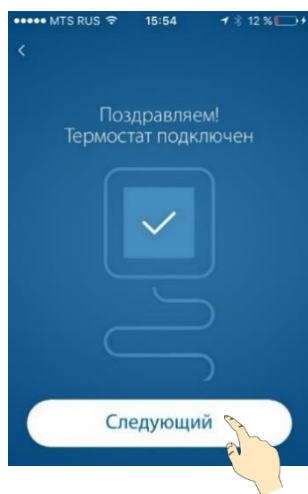 MTS RUS 15:54 12 %
Поздравляем!
Термостат подключен
Следующий